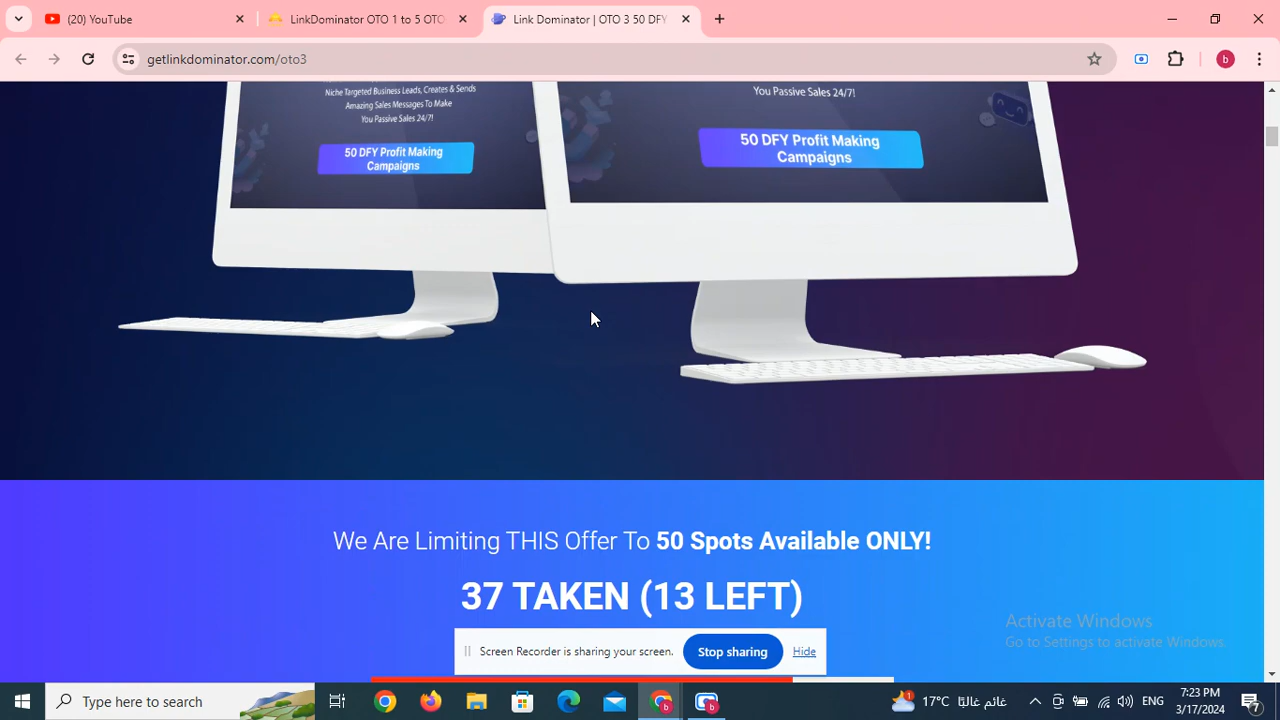 (20) YouTube
LinkDominator OTO 1 to 5 OTO
Link Dominator | OTO 3 50 DFY
getlinkdominator.com/oto3
b
Niche Targeted Business Leads, Creates & Sends
Amazing Sales Messages To Make
You Passive Sales 24/7!
50 DFY Profit Making
Campaigns
You Passive Sales 24/7!
50 DFY Profit Making
Campaigns
We Are Limiting THIS Offer To 50 Spots Available ONLY!
37 TAKEN (13 LEFT)
Activate Windows
Go to Settings to activate Windows.
Screen Recorder is sharing your screen.
Stop sharing
Hide
Type here to search
17°C غائم غالبًا
ENG
7:23 PM
3/17/2024
7